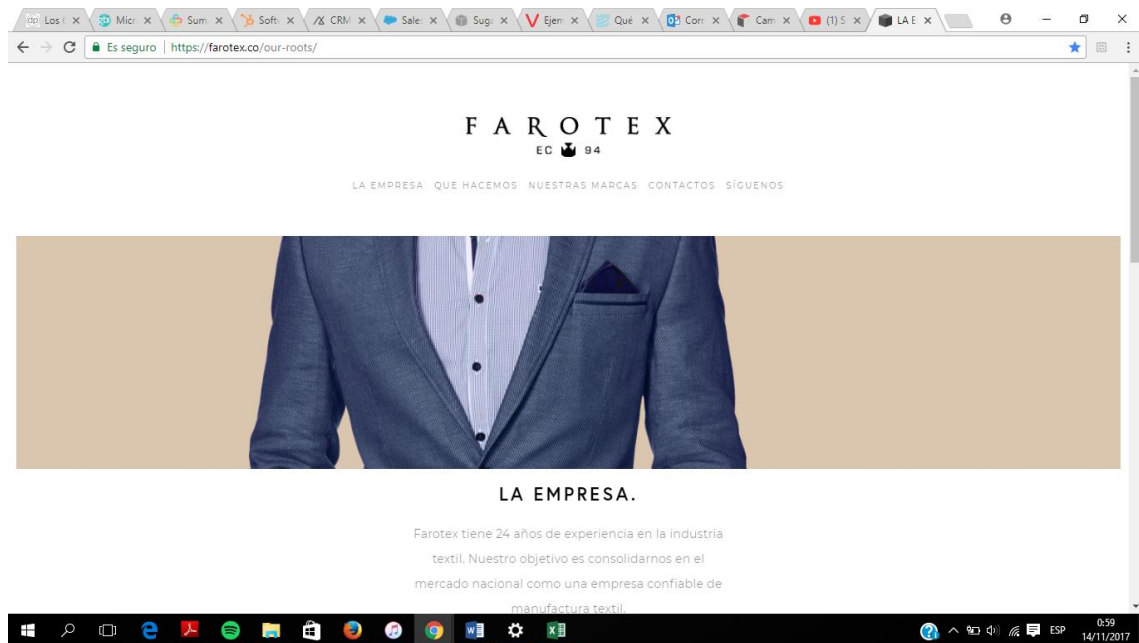 Los (
Micr
Sum
Soft
CRM
Sale
Suga
Ejem
Qué
Corr
Cam
(1) S
LA E
Es seguro | https://farotex.co/our-roots/
FAROTEX
EC 94
LA EMPRESA QUE HACEMOS NUESTRAS MARCAS CONTACTOS SÍGUENOS
LA EMPRESA.
Farotex tiene 24 años de experiencia en la industria
textil. Nuestro objetivo es consolidarnos en el
mercado nacional como una empresa confiable de
manufactura textil.
ESP
0:59
14/11/2017